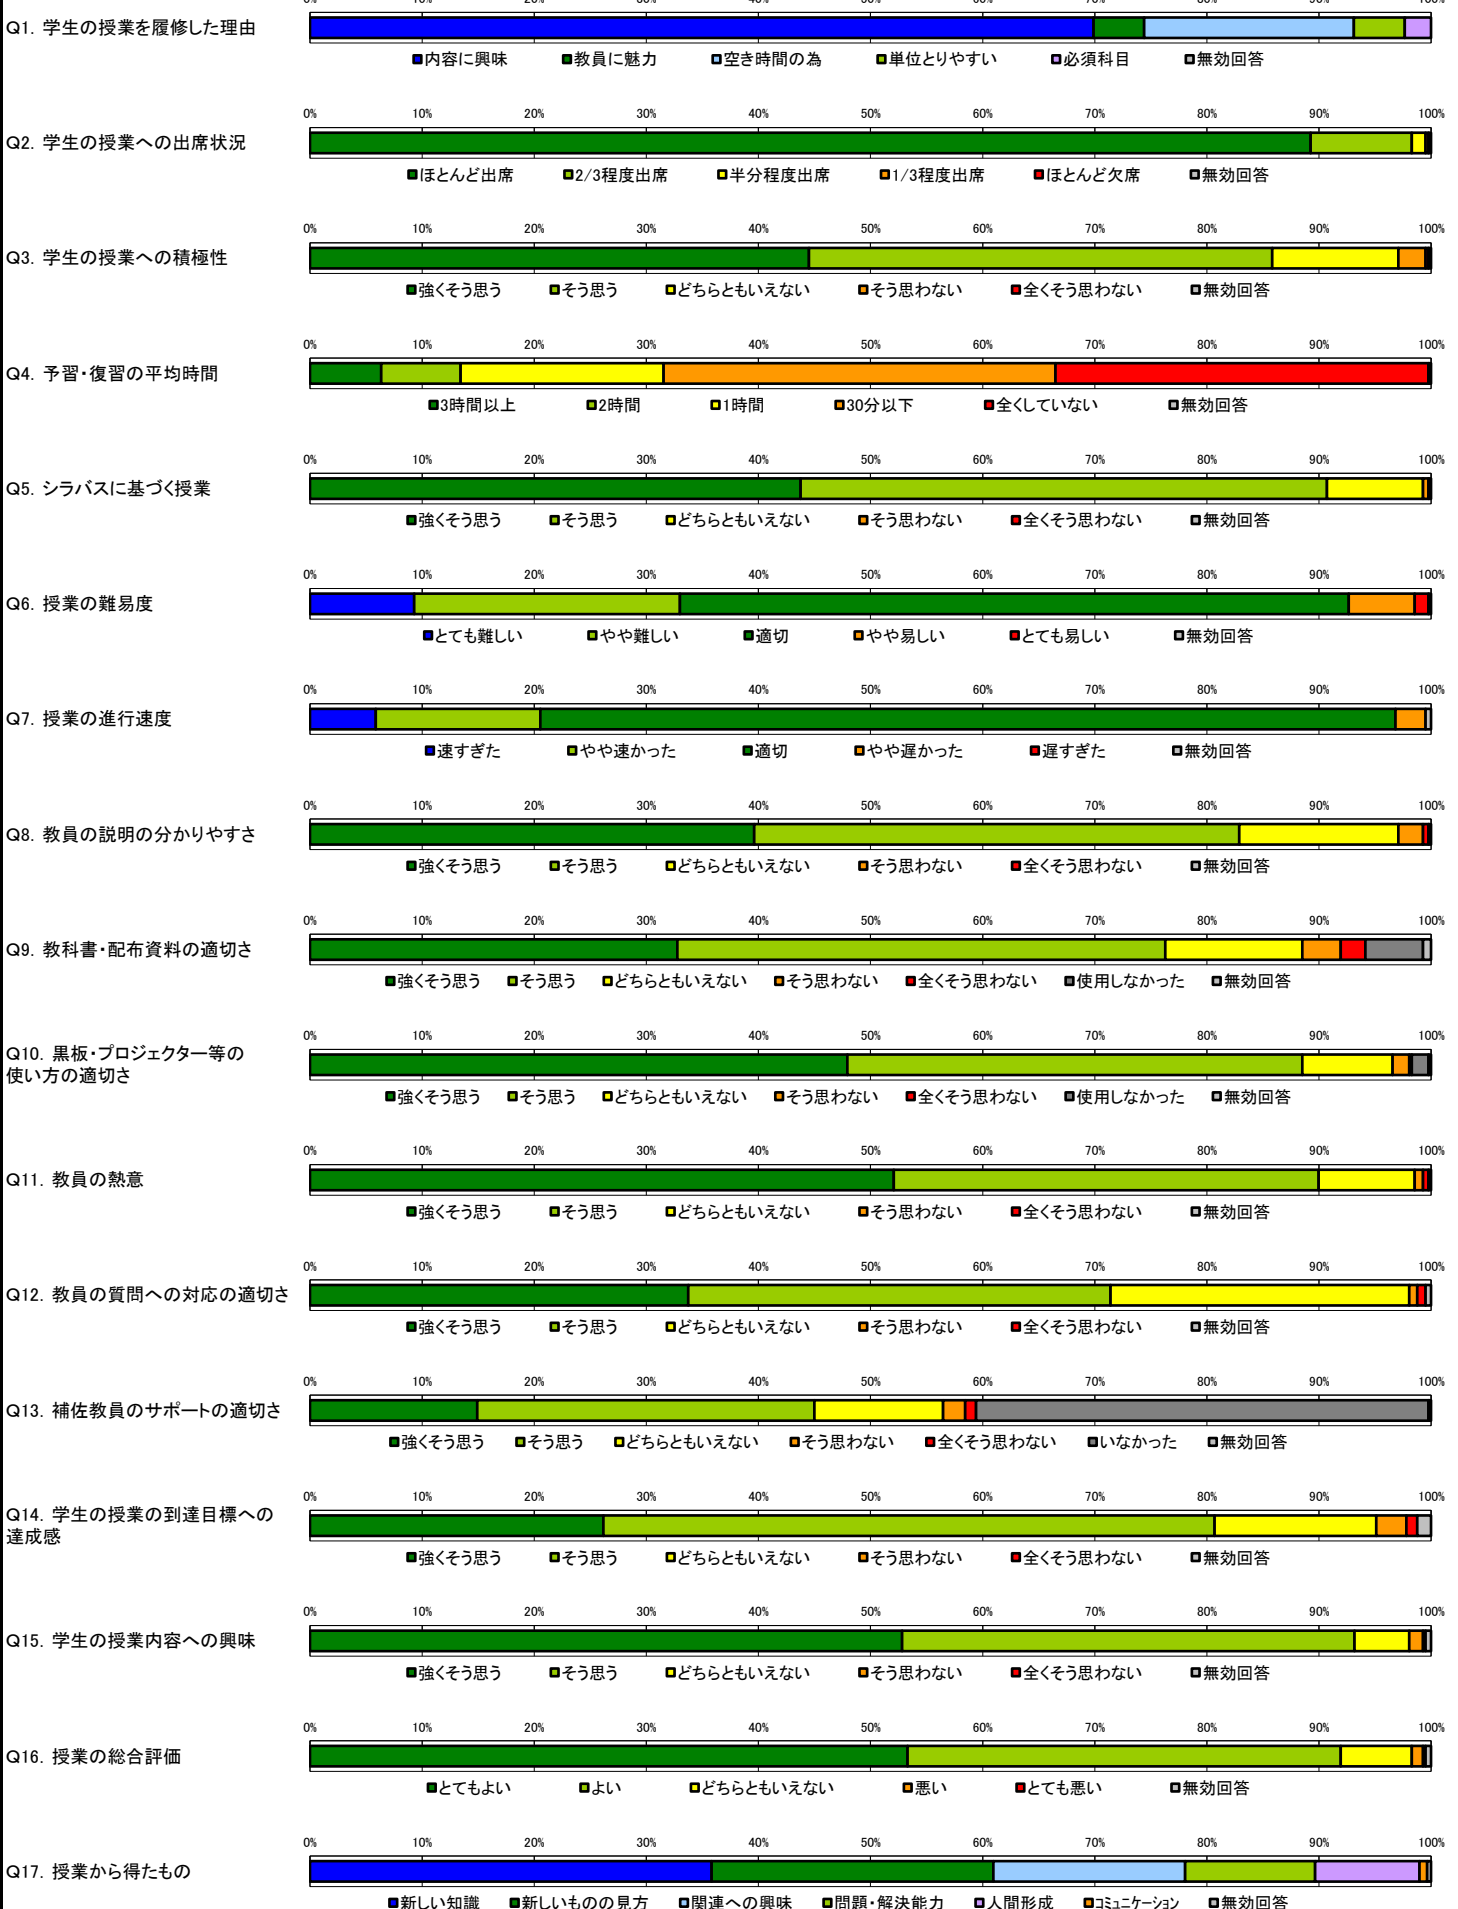 0% 10% 20% 30% 40% 50% 60% 70% 80% 90% 100%
Q1. 学生の授業を履修した理由
内容に興味 教員に魅力 空き時間の為 単位とりやすい 必須科目 無効回答
0% 10% 20% 30% 40% 50% 60% 70% 80% 90% 100%
Q2. 学生の授業への出席状況
ほとんど出席 2/3程度出席 半分程度出席 1/3程度出席 ほとんど欠席 無効回答
0% 10% 20% 30% 40% 50% 60% 70% 80% 90% 100%
Q3. 学生の授業への積極性
強くそう思う そう思う どちらともいえない そう思わない 全くそう思わない 無効回答
0% 10% 20% 30% 40% 50% 60% 70% 80% 90% 100%
Q4. 予習・復習の平均時間
3時間以上 2時間 1時間 30分以下 全くしていない 無効回答
0% 10% 20% 30% 40% 50% 60% 70% 80% 90% 100%
Q5. シラバスに基づく授業
強くそう思う そう思う どちらともいえない そう思わない 全くそう思わない 無効回答
0% 10% 20% 30% 40% 50% 60% 70% 80% 90% 100%
Q6. 授業の難易度
とても難しい やや難しい 適切 やや易しい とても易しい 無効回答
0% 10% 20% 30% 40% 50% 60% 70% 80% 90% 100%
Q7. 授業の進行速度
速すぎた やや速かった 適切 やや遅かった 遅すぎた 無効回答
0% 10% 20% 30% 40% 50% 60% 70% 80% 90% 100%
Q8. 教員の説明の分かりやすさ
強くそう思う そう思う どちらともいえない そう思わない 全くそう思わない 無効回答
0% 10% 20% 30% 40% 50% 60% 70% 80% 90% 100%
Q9. 教科書・配布資料の適切さ
強くそう思う そう思う どちらともいえない そう思わない 全くそう思わない 使用しなかった 無効回答
0% 10% 20% 30% 40% 50% 60% 70% 80% 90% 100%
Q10. 黒板・プロジェクター等の
使い方の適切さ
強くそう思う そう思う どちらともいえない そう思わない 全くそう思わない 使用しなかった 無効回答
0% 10% 20% 30% 40% 50% 60% 70% 80% 90% 100%
Q11. 教員の熱意
強くそう思う そう思う どちらともいえない そう思わない 全くそう思わない 無効回答
0% 10% 20% 30% 40% 50% 60% 70% 80% 90% 100%
Q12. 教員の質問への対応の適切さ
強くそう思う そう思う どちらともいえない そう思わない 全くそう思わない 無効回答
0% 10% 20% 30% 40% 50% 60% 70% 80% 90% 100%
Q13. 補佐教員のサポートの適切さ
強くそう思う そう思う どちらともいえない そう思わない 全くそう思わない いなかった 無効回答
0% 10% 20% 30% 40% 50% 60% 70% 80% 90% 100%
Q14. 学生の授業の到達目標への
達成感
強くそう思う そう思う どちらともいえない そう思わない 全くそう思わない 無効回答
0% 10% 20% 30% 40% 50% 60% 70% 80% 90% 100%
Q15. 学生の授業内容への興味
強くそう思う そう思う どちらともいえない そう思わない 全くそう思わない 無効回答
0% 10% 20% 30% 40% 50% 60% 70% 80% 90% 100%
Q16. 授業の総合評価
とてもよい よい どちらともいえない 悪い とても悪い 無効回答
0% 10% 20% 30% 40% 50% 60% 70% 80% 90% 100%
Q17. 授業から得たもの
新しい知識 新しいものの見方 関連への興味 問題・解決能力 人間形成 コミュニケーション 無効回答